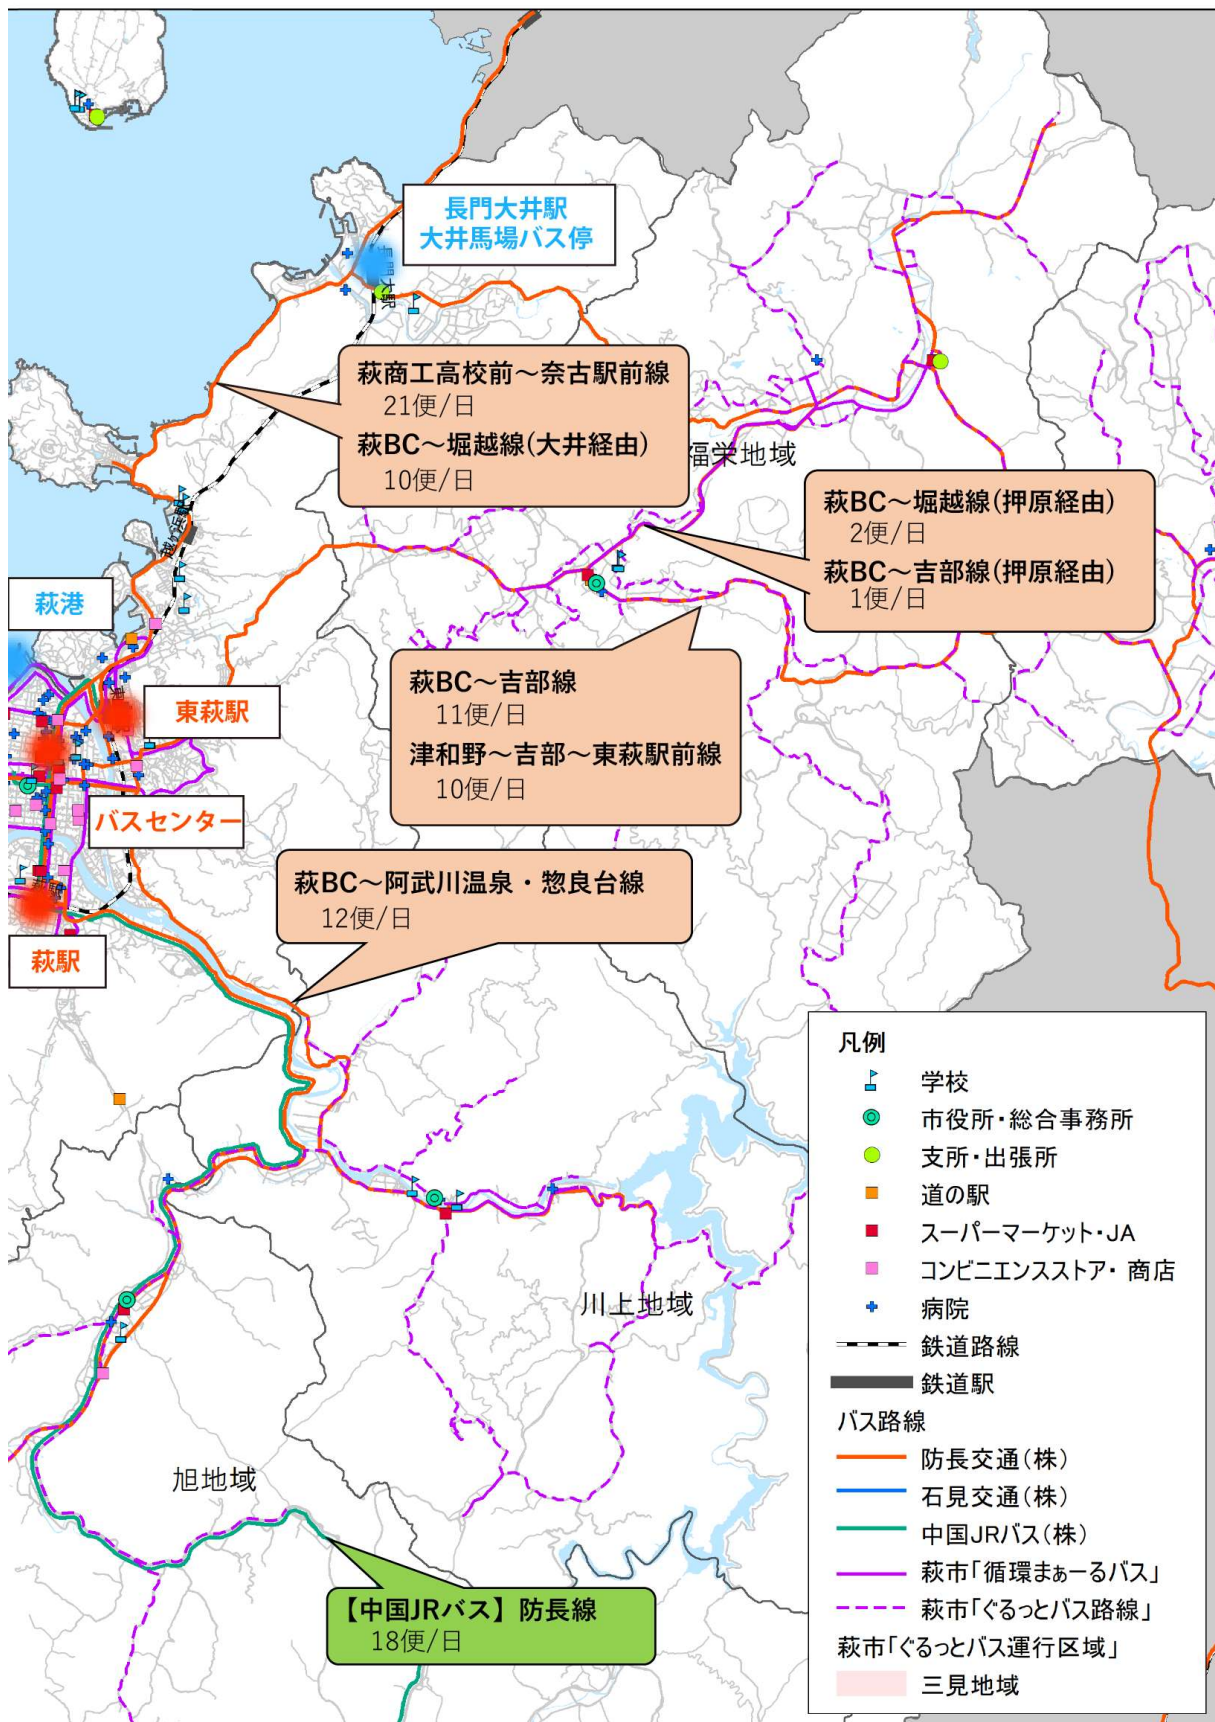 長門大井駅
大井馬場バス停
萩商工高校前～奈古駅前線
21便/日
萩BC～堀越線(大井経由)
10便/日
福栄地域
萩BC～堀越線(押原経由)
2便/日
萩BC～吉部線(押原経由)
1便/日
萩港
萩BC～吉部線
11便/日
津和野～吉部～東萩駅前線
10便/日
東萩駅
バスセンター
萩BC～阿武川温泉・惣良台線
12便/日
萩駅
川上地域
旭地域
【中国JRバス】防長線
18便/日
凡例
学校
市役所・総合事務所
支所・出張所
道の駅
スーパーマーケット・JA
コンビニエンスストア・ 商店
病院
鉄道路線
鉄道駅
バス路線
防長交通(株)
石見交通(株)
中国JRバス(株)
萩市「循環まぁーるバス」
萩市「ぐるっとバス路線」
萩市「ぐるっとバス運行区域」
三見地域